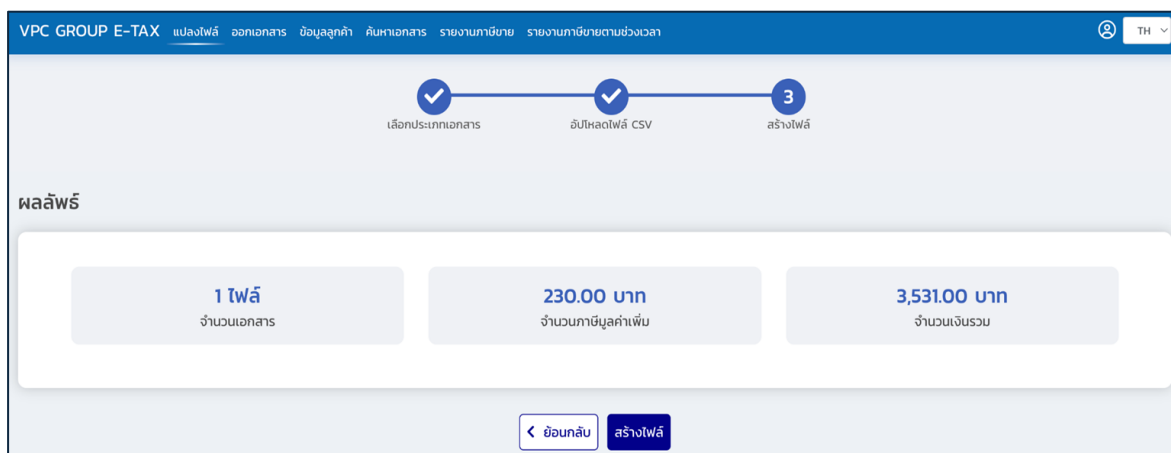 VPC GROUP E-TAX แปลงไฟล์ ออกเอกสาร ข้อมูลลูกค้า ค้นหาเอกสาร รายงานภาษีขาย รายงานภาษีขายตามช่วงเวลา TH
3
เลือกประเภทเอกสาร อัปโหลดไฟล์ CSV สร้างไฟล์
ผลลัพธ์
1 ไฟล์ 230.00 บาท 3,531.00 บาท
จำนวนเอกสาร จำนวนภาษีมูลค่าเพิ่ม จำนวนเงินรวม
ย้อนกลับ สร้างไฟล์